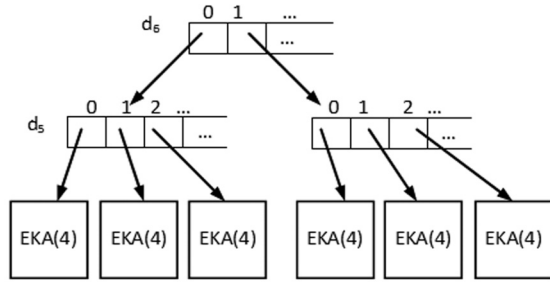 0 1 ...
d₆ ...
0 1 2 ... 0 1 2 ...
d₅ ... ...
EKA(4) EKA(4) EKA(4) EKA(4) EKA(4) EKA(4)